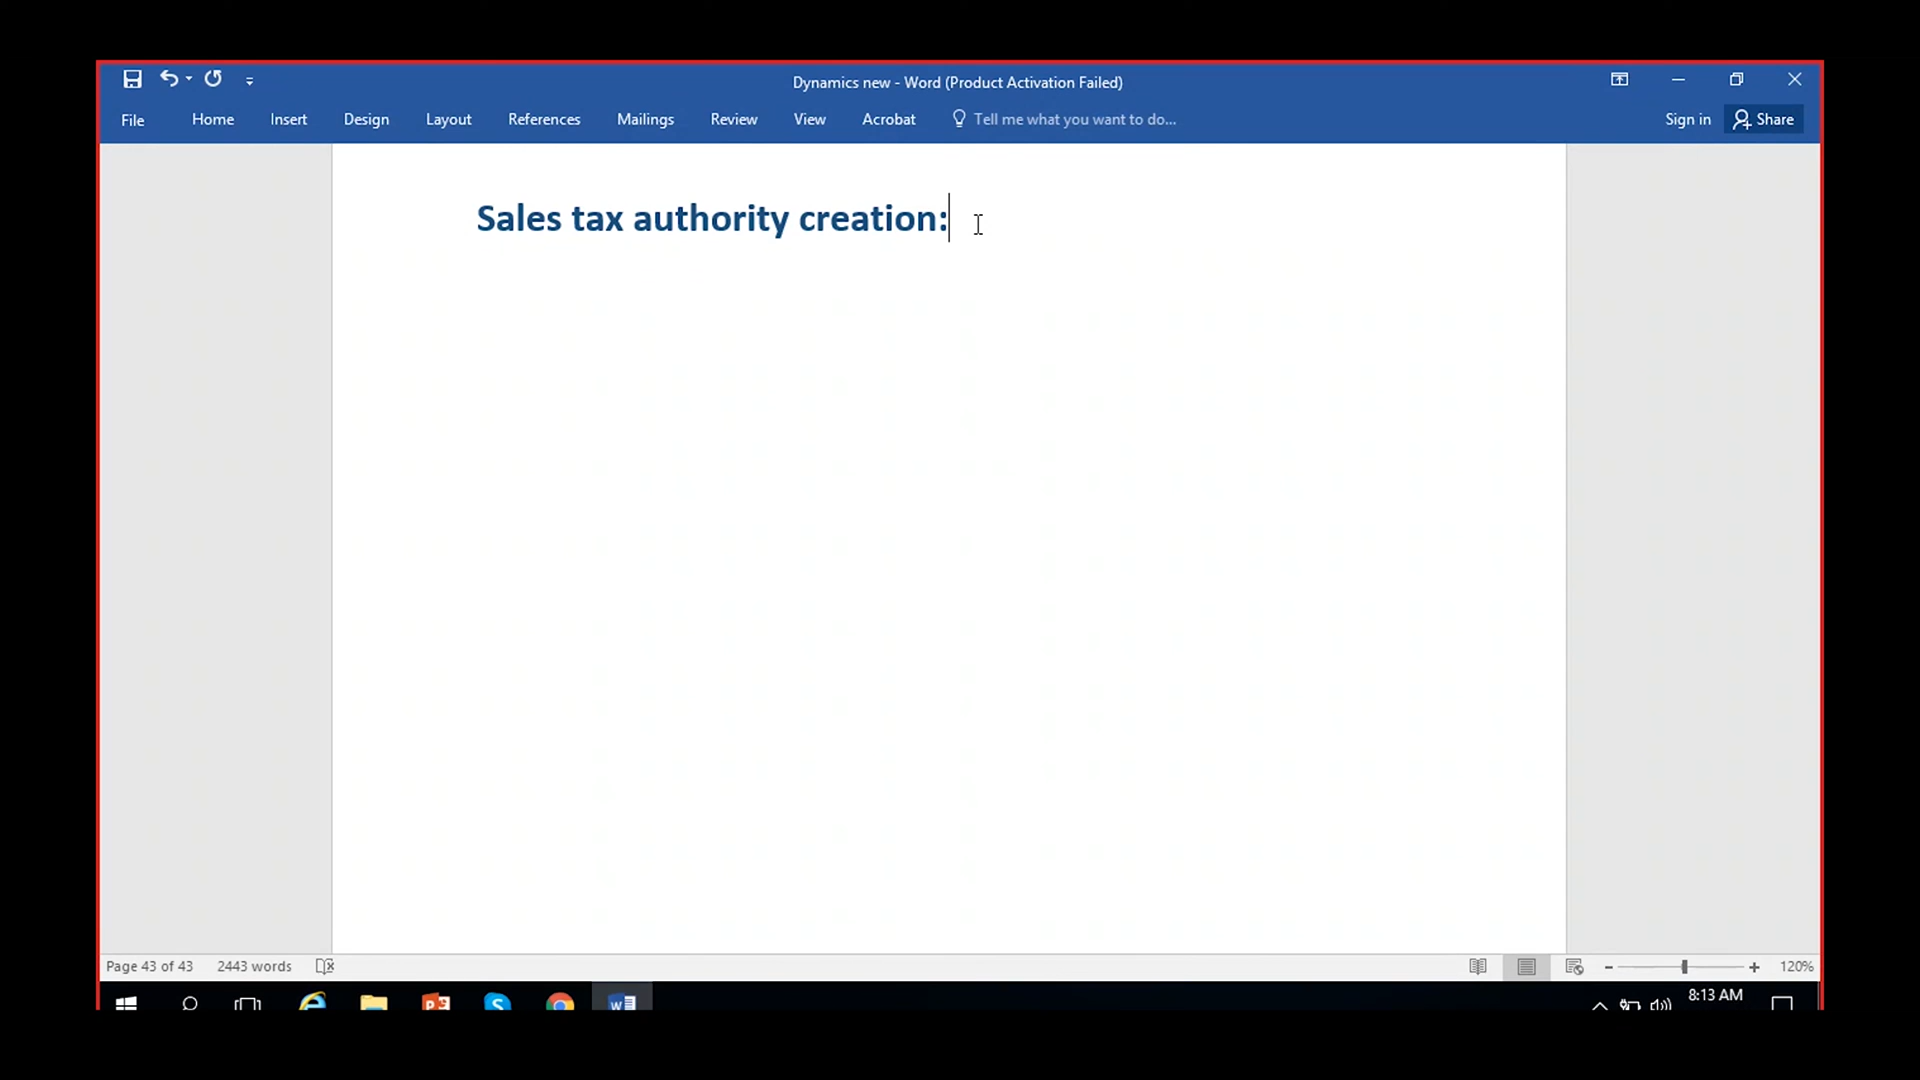 Dynamics new - Word (Product Activation Failed)
File Home Insert Design Layout References Mailings Review View Acrobat Tell me what you want to do... Sign in Share
Sales tax authority creation:
Page 43 of 43 2443 words 120%
8:13 AM